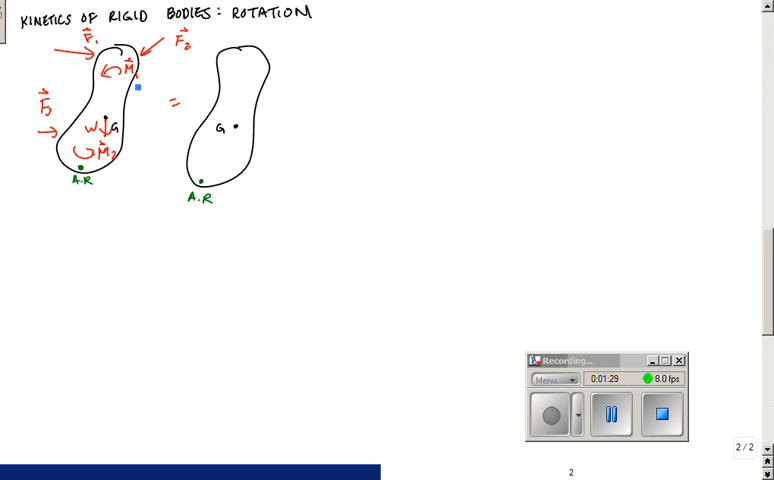 KINETICS OF RIGID BODIES: ROTATION
F₁
F₂
M₁
F₃
=
W
G
G
M₂
A.R
A.R
Recording...
Menu...
0:01:29
8.0 fps
2 / 2
2